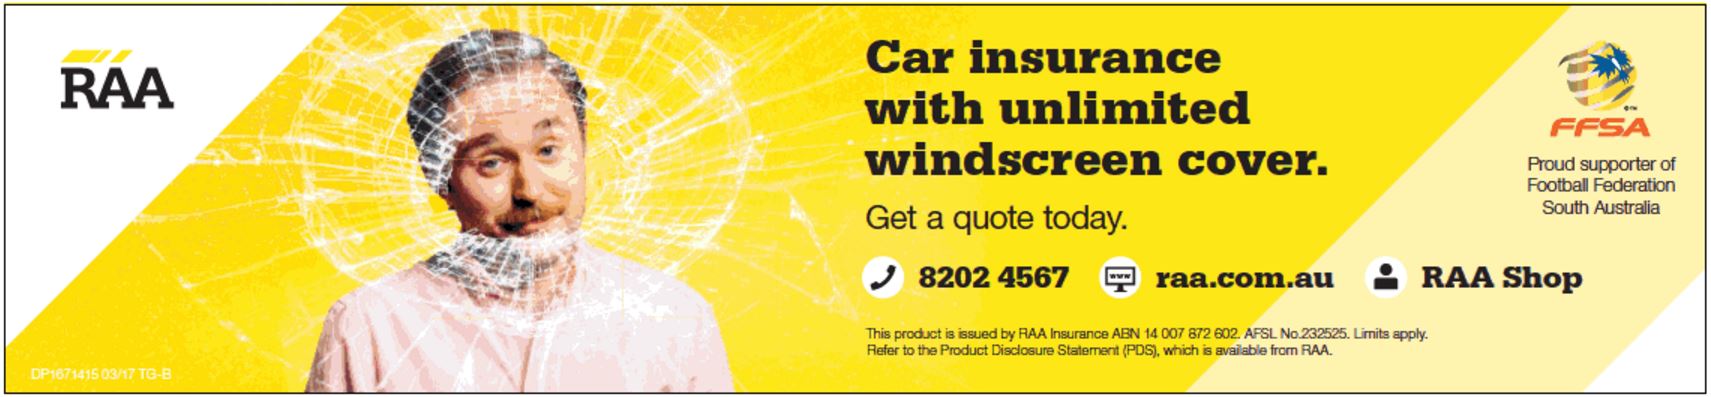 RAA
Car insurance
with unlimited
windscreen cover.
Get a quote today.
8202 4567
www
raa.com.au
RAA Shop
This product is issued by RAA Insurance ABN 14 007 872 602. AFSL No.232525. Limits apply.
Refer to the Product Disclosure Statement (PDS), which is available from RAA.
FFSA
Proud supporter of
Football Federation
South Australia
DP1671415 03/17 TG-B